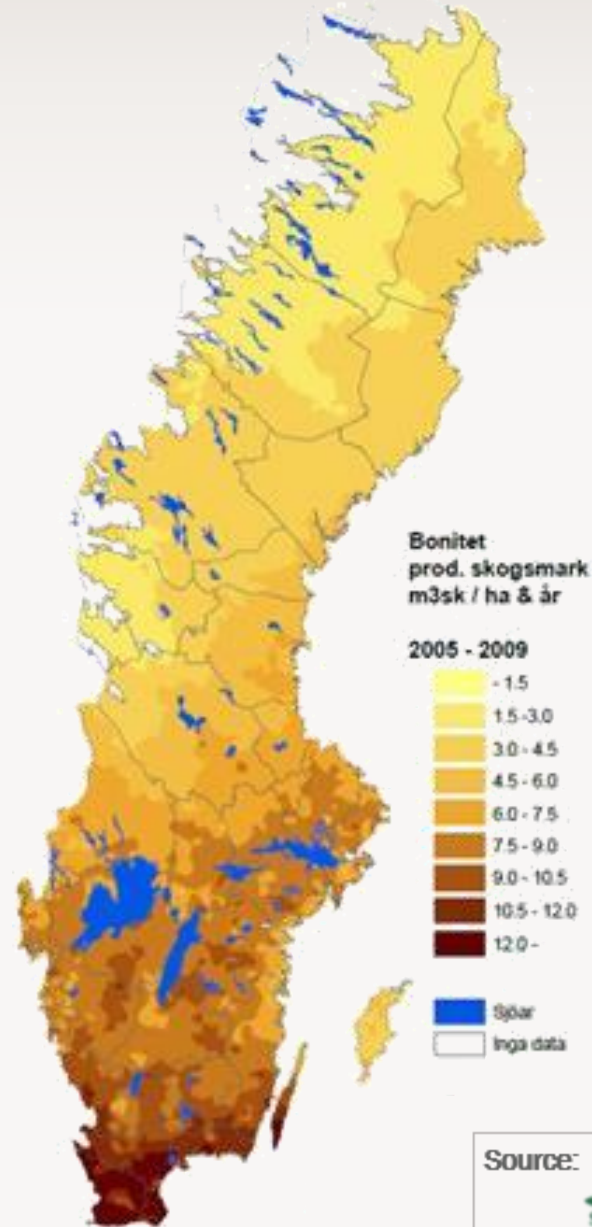 Bonitet
prod. skogsmark
m3sk / ha & år
2005 - 2009
- 1.5
1.5-3.0
3.0 - 4.5
4.5 - 6.0
6.0 - 7.5
7.5 - 9.0
9.0 - 10.5
10.5 - 12.0
12.0 -
Sjöar
Inga data
Source: